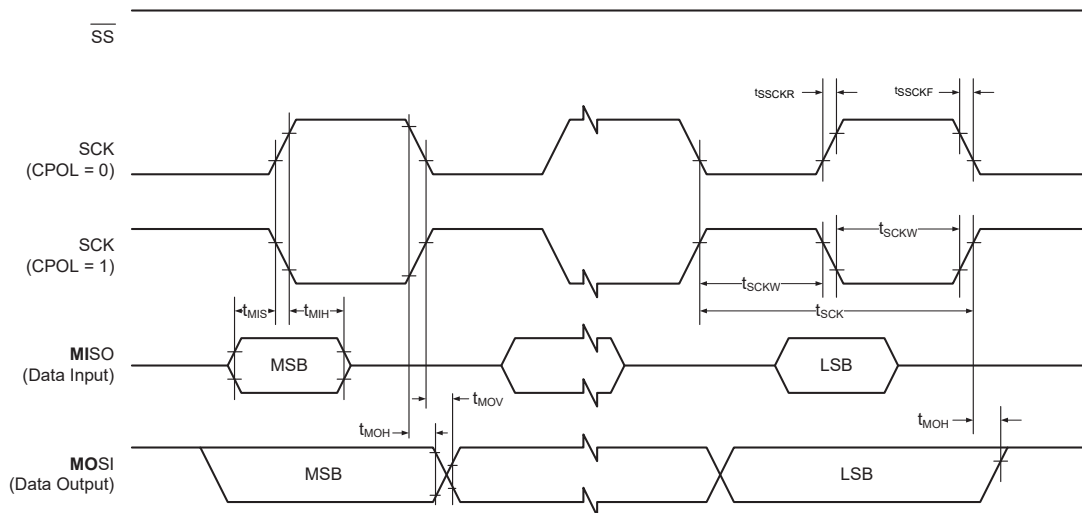 SS
tSSCKR
tSSCKF
SCK
(CPOL = 0)
SCK
(CPOL = 1)
tSCKW
tSCKW
tSCK
tMIS
tMIH
MISO
(Data Input)
MSB
LSB
tMOV
tMOH
tMOH
MOSI
(Data Output)
MSB
LSB